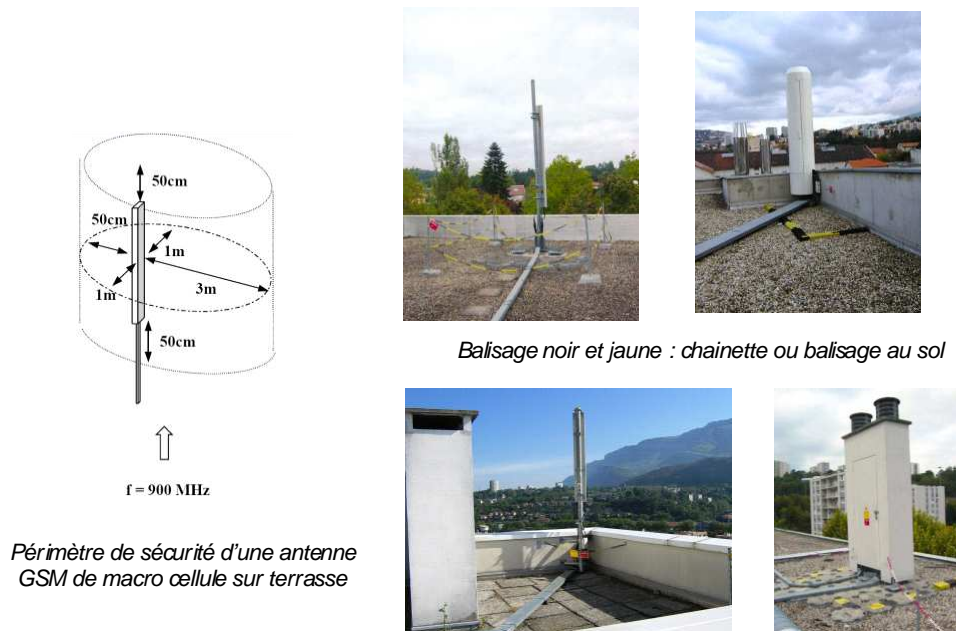 50cm
50cm
1m
1m
3m
50cm
f = 900 MHz
Périmètre de sécurité d’une antenne
GSM de macro cellule sur terrasse
Balisage noir et jaune : chainette ou balisage au sol